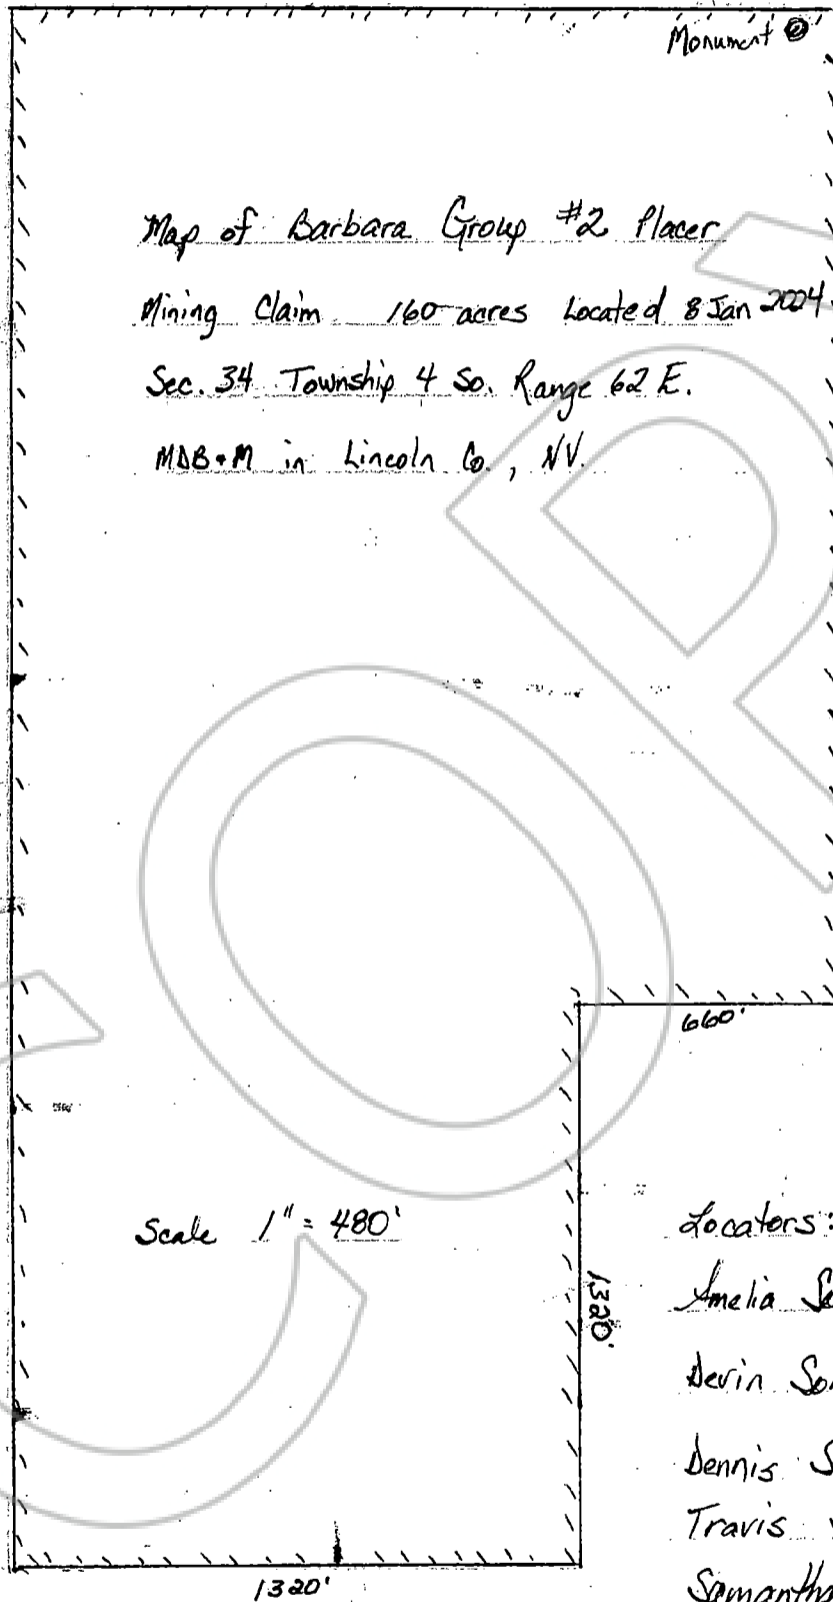 Monument
Map of Barbara Group #2 Placer
Mining Claim 160 acres Located 8 Jan 2004
Sec. 34 Township 4 So. Range 62 E.
MDB+M in Lincoln Co., NV.
660'
Scale 1" = 480'
1320'
Locators:
Amelia
Devin
Dennis
Travis
Samantha
1320'
COP